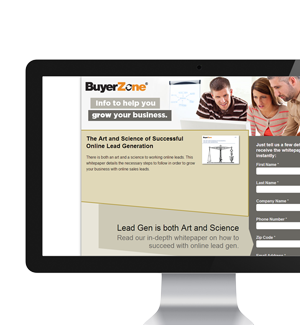 BuyerZone®
Info to help you
grow your business.
The Art and Science of Successful
Online Lead Generation
There is both an art and a science to working online leads. This
whitepaper details the necessary steps to follow in order to grow
your business with online sales leads.
Just tell us a few
receive the whitepaper
instantly:
First Name *
Last Name *
Company Name *
Phone Number *
Zip Code *
Email Address *
Lead Gen is both Art and Science
Read our in-depth whitepaper on how to
succeed with online lead gen.